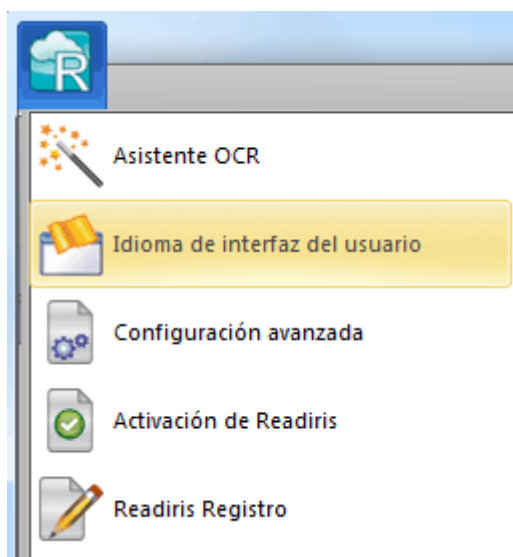 R
Asistente OCR
Idioma de interfaz del usuario
Configuración avanzada
Activación de Readiris
Readiris Registro